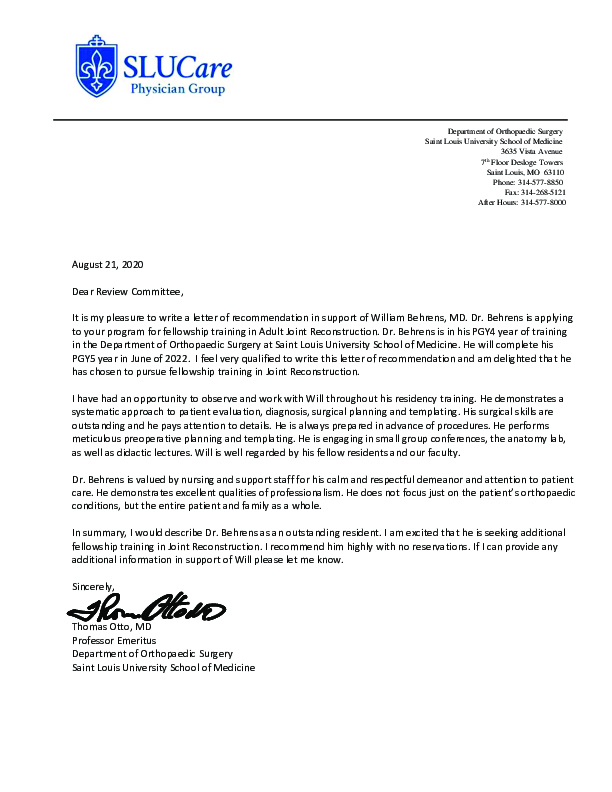 SLUCare
Physician Group
Department of Orthopaedic Surgery
Saint Louis University School of Medicine
3635 Vista Avenue
7th Floor Desloge Towers
Saint Louis, MO 63110
Phone: 314-577-8850
Fax: 314-268-5121
After Hours: 314-577-8000
August 21, 2020
Dear Review Committee,
It is my pleasure to write a letter of recommendation in support of William Behrens, MD. Dr. Behrens is applying
to your program for fellowship training in Adult Joint Reconstruction. Dr. Behrens is in his PGY4 year of training
in the Department of Orthopaedic Surgery at Saint Louis University School of Medicine. He will complete his
PGY5 year in June of 2022. I feel very qualified to write this letter of recommendation and am delighted that he
has chosen to pursue fellowship training in Joint Reconstruction.
I have had an opportunity to observe and work with Will throughout his residency training. He demonstrates a
systematic approach to patient evaluation, diagnosis, surgical planning and templating. His surgical skills are
outstanding and he pays attention to details. He is always prepared in advance of procedures. He performs
meticulous preoperative planning and templating. He is engaging in small group conferences, the anatomy lab,
as well as didactic lectures. Will is well regarded by his fellow residents and our faculty.
Dr. Behrens is valued by nursing and support staff for his calm and respectful demeanor and attention to patient
care. He demonstrates excellent qualities of professionalism. He does not focus just on the patient's orthopaedic
conditions, but the entire patient and family as a whole.
In summary, I would describe Dr. Behrens as an outstanding resident. I am excited that he is seeking additional
fellowship training in Joint Reconstruction. I recommend him highly with no reservations. If I can provide any
additional information in support of Will please let me know.
Sincerely,
Thomas Otto MD
Thomas Otto, MD
Professor Emeritus
Department of Orthopaedic Surgery
Saint Louis University School of Medicine